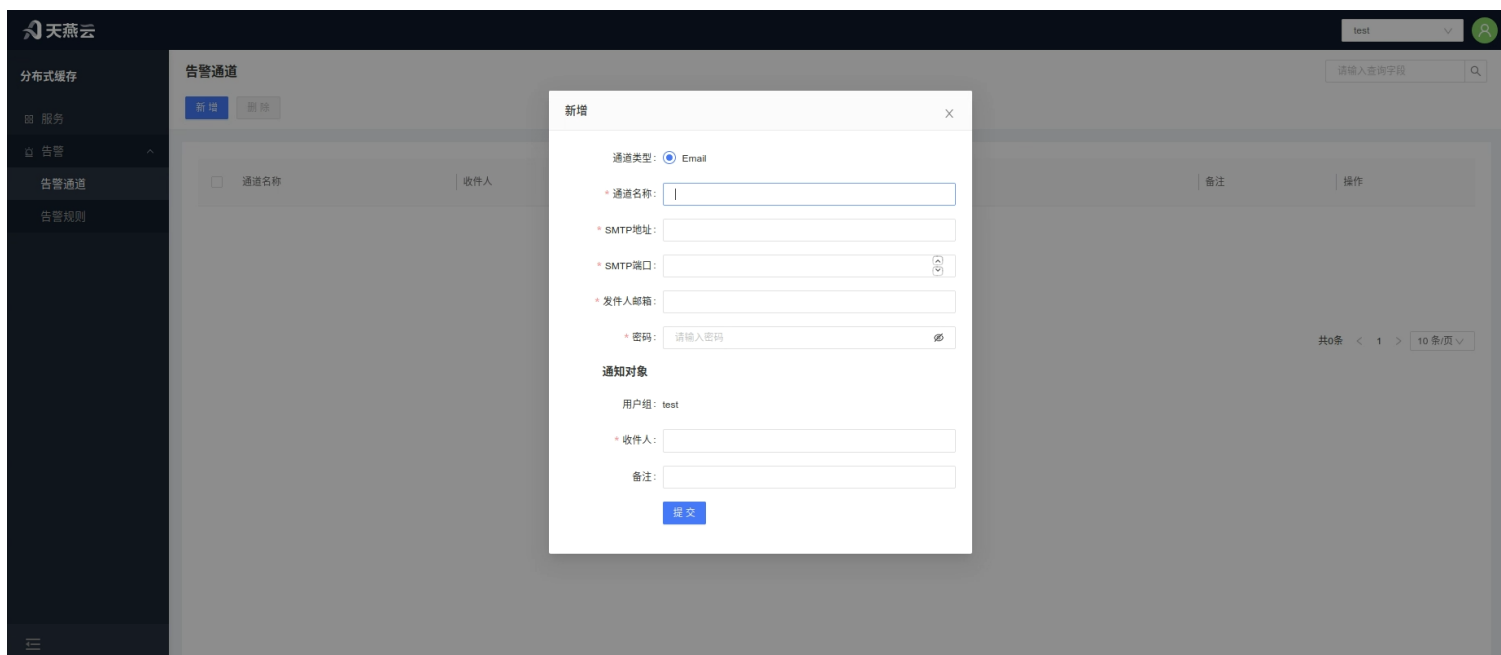 天燕云
test
分布式缓存
告警通道
请输入查询字段
新增 删除
服务
告警
告警通道
告警规则
通道名称 收件人 备注 操作
共0条 < 1 > 10 条/页
新增
通道类型: Email
* 通道名称:
* SMTP地址:
* SMTP端口:
* 发件人邮箱:
* 密码: 请输入密码
通知对象
用户组: test
* 收件人:
备注:
提交